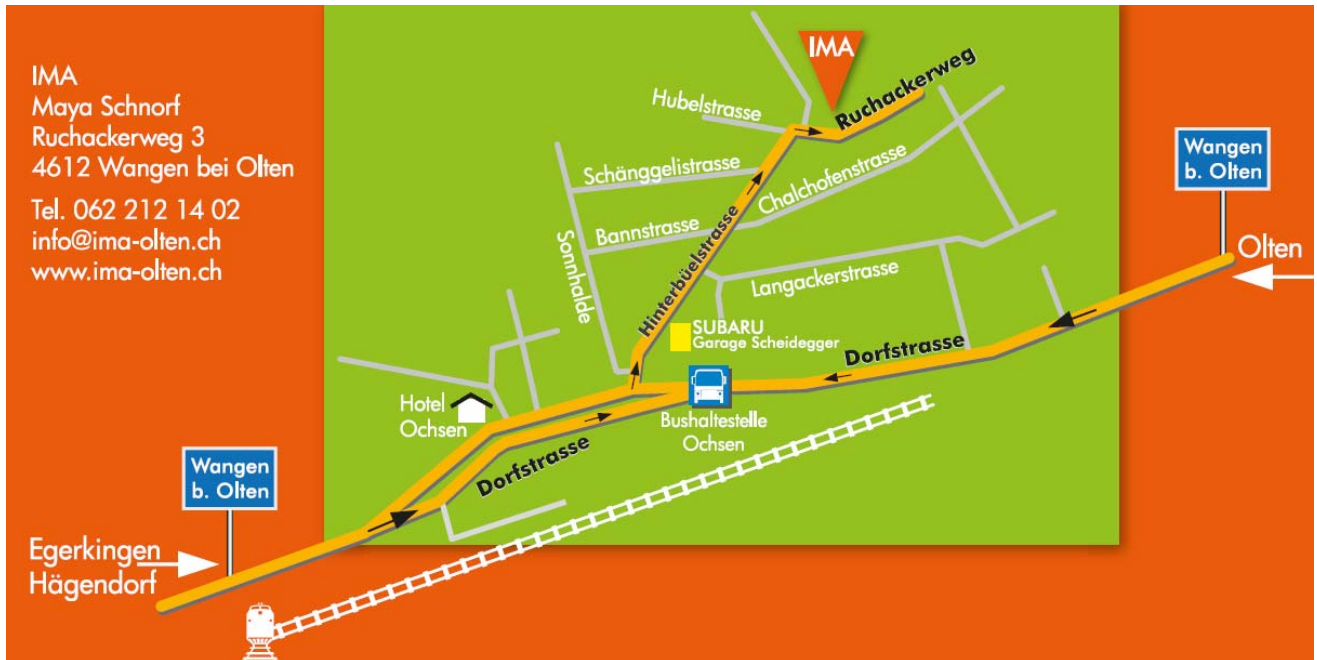 IMA
Maya Schnorf
Ruchackerweg 3
4612 Wangen bei Olten
Tel. 062 212 14 02
info@ima-olten.ch
www.ima-olten.ch
IMA
Ruchackerweg
Hubelstrasse
Schänggelistrasse
Chalchofenstrasse
Bannstrasse
Sonnhalde
Hinterbüelstrasse
Langackerstrasse
Wangen
b. Olten
Olten
SUBARU
Garage Scheidegger
Dorfstrasse
Hotel
Ochsen
Bushaltestelle
Ochsen
Dorfstrasse
Wangen
b. Olten
Egerkingen
Hägendorf